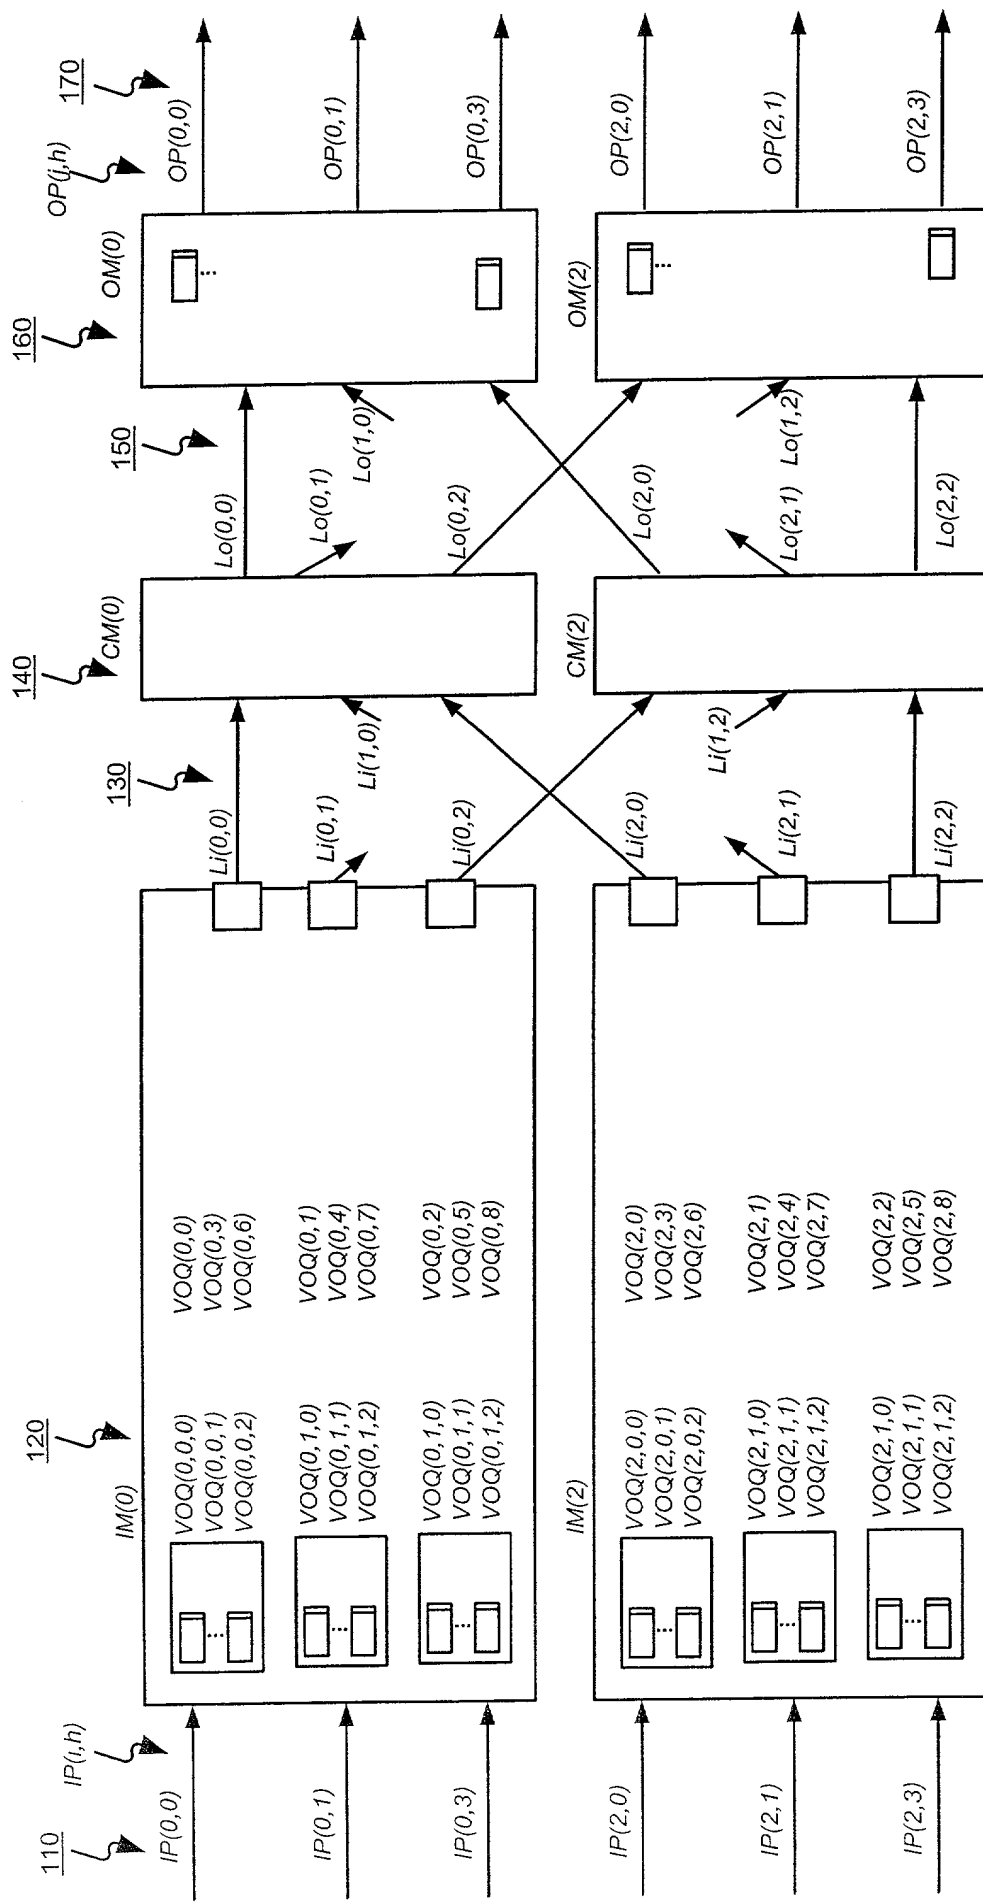 110
IP(i,h)
IP(0,0)
IP(0,1)
IP(0,3)
IP(2,0)
IP(2,1)
IP(2,3)
120
IM(0)
VOQ(0,0,0)
VOQ(0,0,1)
VOQ(0,0,2)
VOQ(0,1,0)
VOQ(0,1,1)
VOQ(0,1,2)
VOQ(0,1,0)
VOQ(0,1,1)
VOQ(0,1,2)
VOQ(0,0)
VOQ(0,3)
VOQ(0,6)
VOQ(0,1)
VOQ(0,4)
VOQ(0,7)
VOQ(0,2)
VOQ(0,5)
VOQ(0,8)
IM(2)
VOQ(2,0,0)
VOQ(2,0,1)
VOQ(2,0,2)
VOQ(2,1,0)
VOQ(2,1,1)
VOQ(2,1,2)
VOQ(2,1,0)
VOQ(2,1,1)
VOQ(2,1,2)
VOQ(2,0)
VOQ(2,3)
VOQ(2,6)
VOQ(2,1)
VOQ(2,4)
VOQ(2,7)
VOQ(2,2)
VOQ(2,5)
VOQ(2,8)
130
Li(0,0)
Li(0,1)
Li(0,2)
Li(1,0)
Li(2,0)
Li(2,1)
Li(2,2)
Li(1,2)
140
CM(0)
CM(2)
150
Lo(0,0)
Lo(0,1)
Lo(0,2)
Lo(1,0)
Lo(2,0)
Lo(2,1)
Lo(2,2)
Lo(1,2)
160
OM(0)
OM(2)
OP(j,h)
170
OP(0,0)
OP(0,1)
OP(0,3)
OP(2,0)
OP(2,1)
OP(2,3)